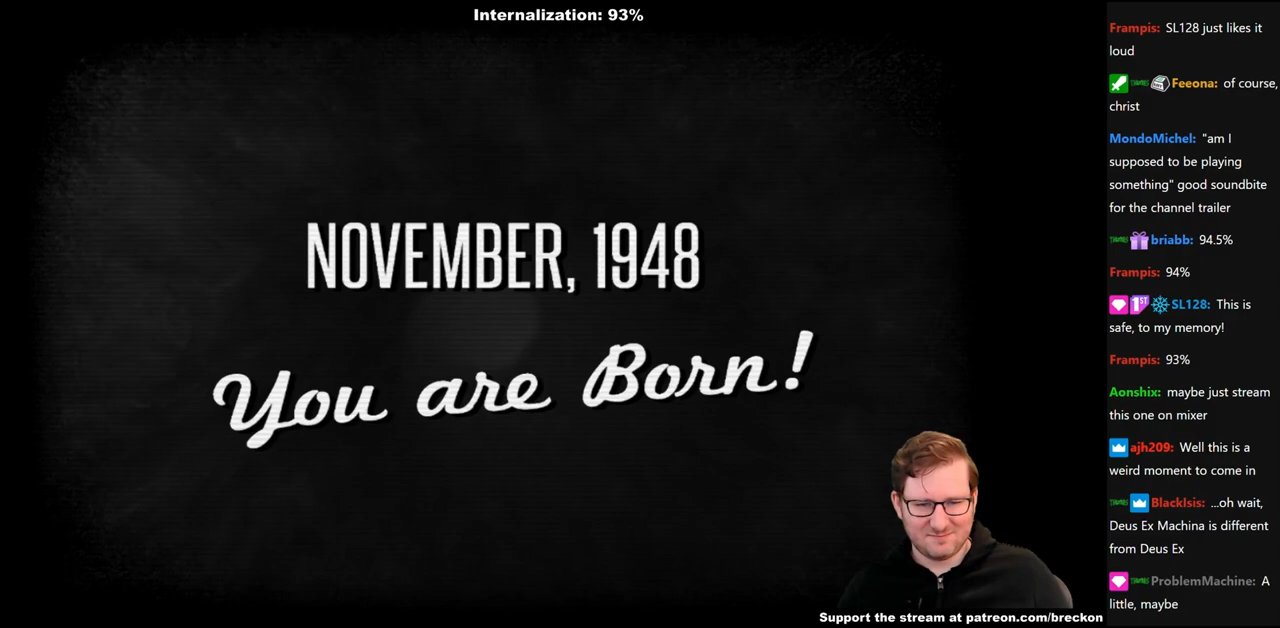 Internalization: 93%
NOVEMBER, 1948
You are Born!
Support the stream at patreon.com/breckon
Frampis: SL128 just likes it
loud
Feeona: of course,
christ
MondoMichel: "am I
supposed to be playing
something" good soundbite
for the channel trailer
briabb: 94.5%
Frampis: 94%
1ST SL128: This is
safe, to my memory!
Frampis: 93%
Aonshix: maybe just stream
this one on mixer
ajh209: Well this is a
weird moment to come in
BlackIsis: ...oh wait,
Deus Ex Machina is different
from Deus Ex
ProblemMachine: A
little, maybe